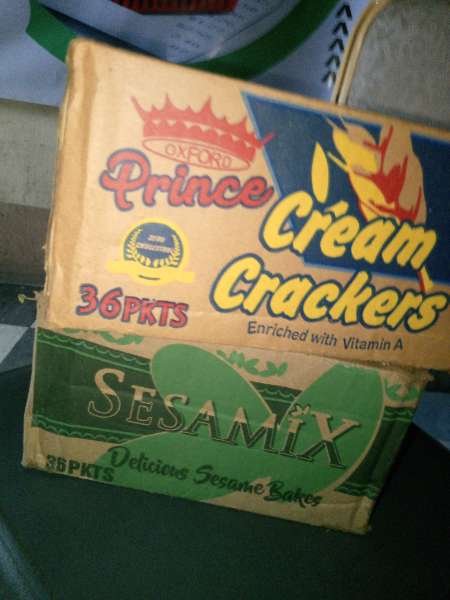 OXFORD
Prince
Cream
Crackers
36PKTS
Enriched with Vitamin A
SESAMiX
36PKTS
Delicious Sesame Bakes